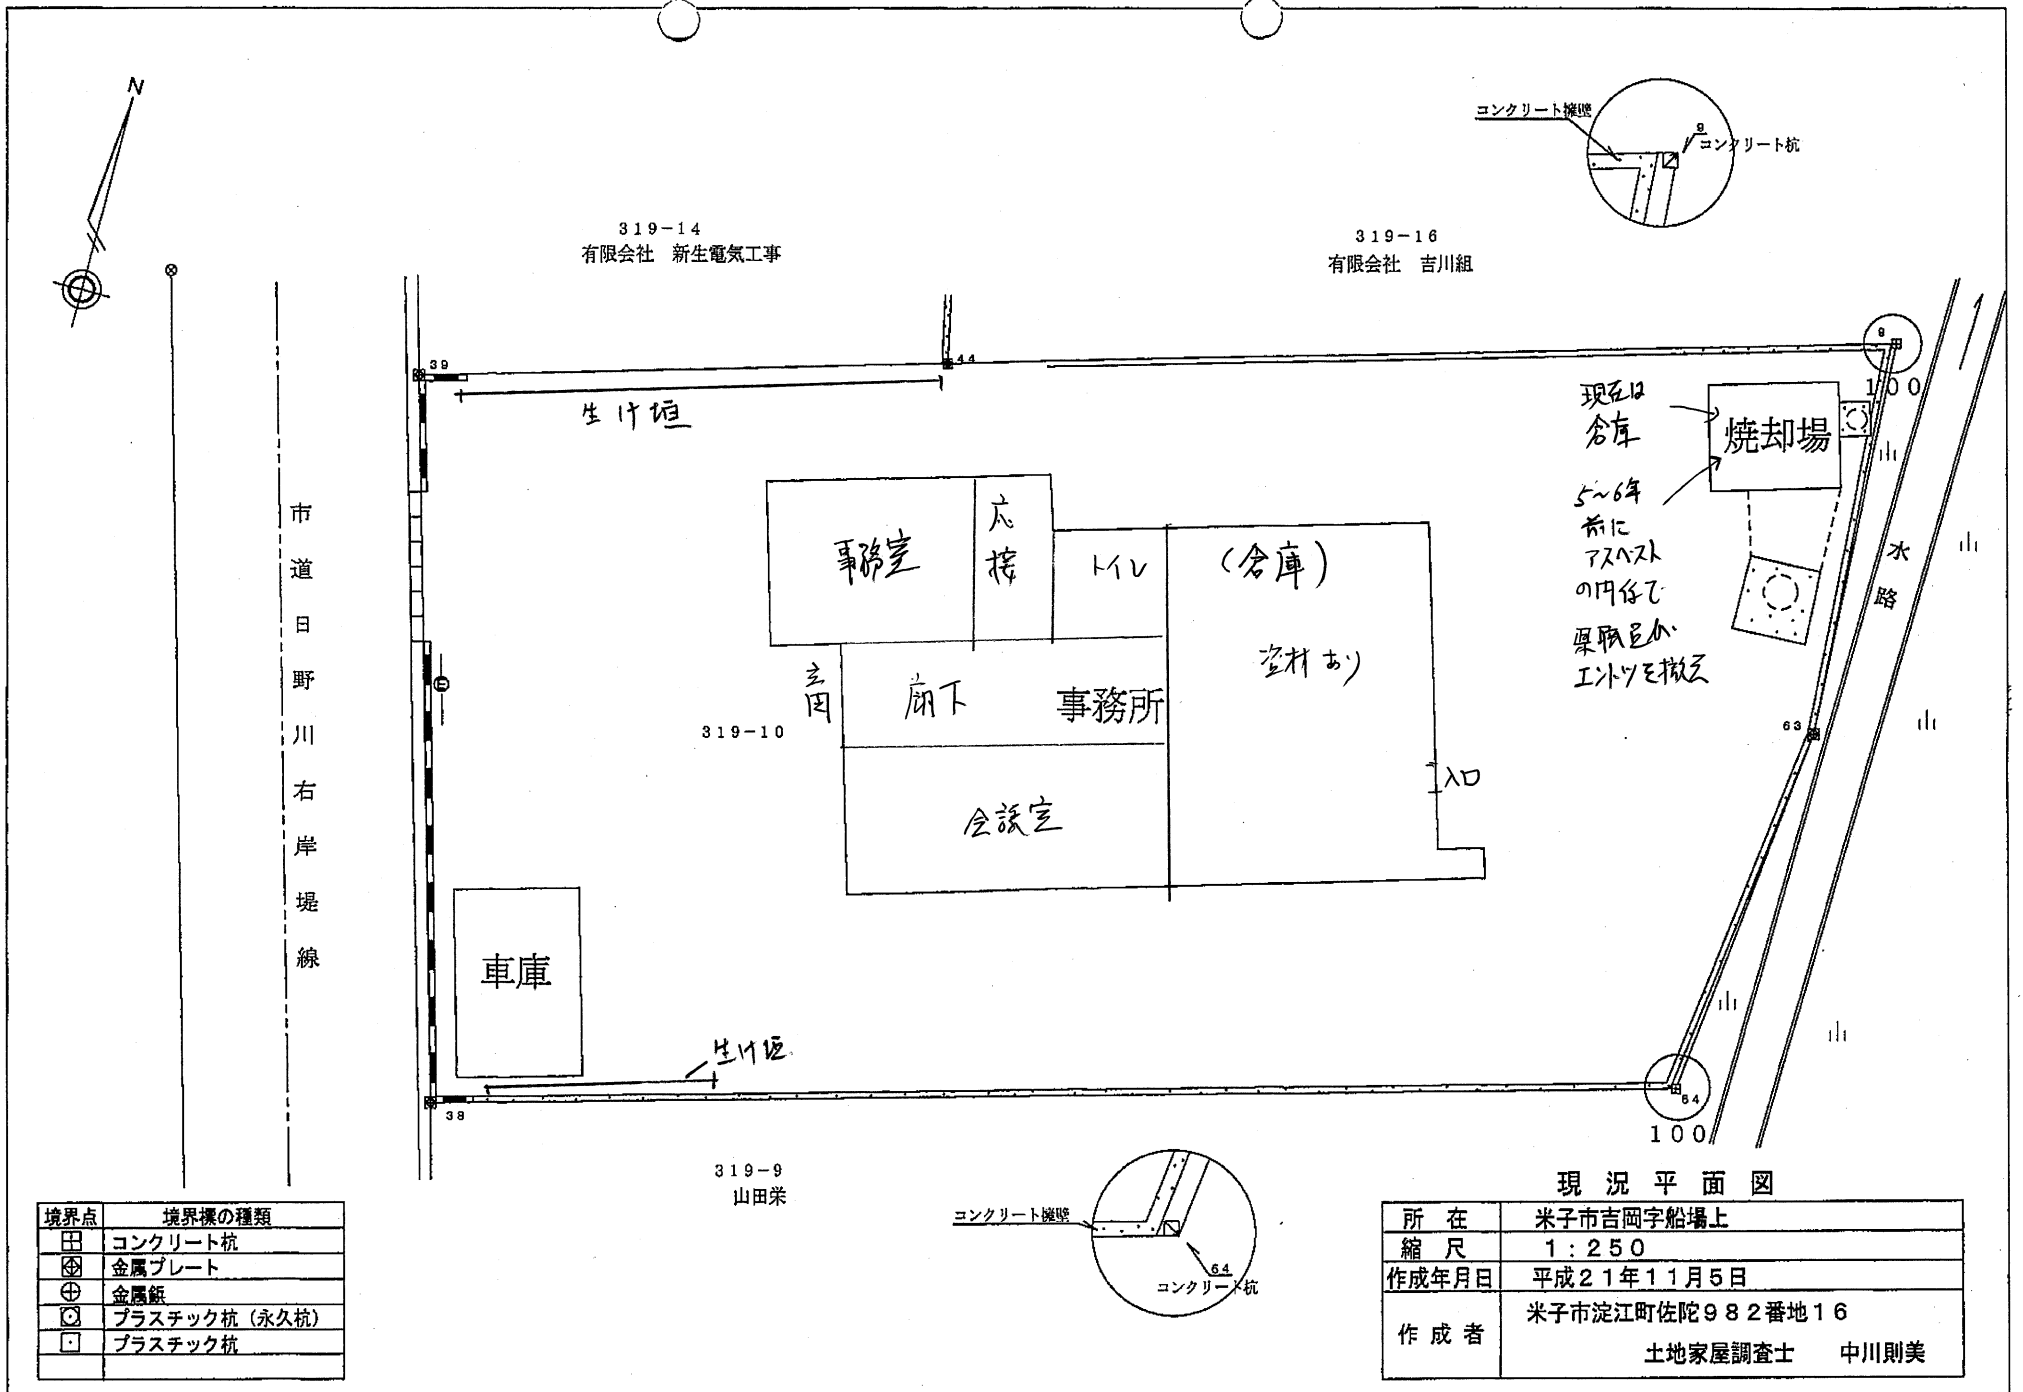 N
コンクリート擁壁
9
コンクリート杭
319-14
有限会社 新生電気工事
319-16
有限会社 吉川組
39
44
9
100
生け垣
現在は
倉庫
焼却場
5~6年
前に
アスベスト
の関係で
県職員が
エントツを撤去
水路
市道日野川右岸堤線
事務室
応接
トイレ
(倉庫)
資材あり
玄関
廊下
事務所
319-10
63
入口
会議室
車庫
生け垣
38
64
100
319-9
山田栄
コンクリート擁壁
64
コンクリート杭
境界点 境界標の種類
コンクリート杭
金属プレート
金属鋲
プラスチック杭(永久杭)
プラスチック杭
現況平面図
所在 米子市吉岡字船場上
縮尺 1:250
作成年月日 平成21年11月5日
作成者 米子市淀江町佐陀982番地16
土地家屋調査士 中川則美